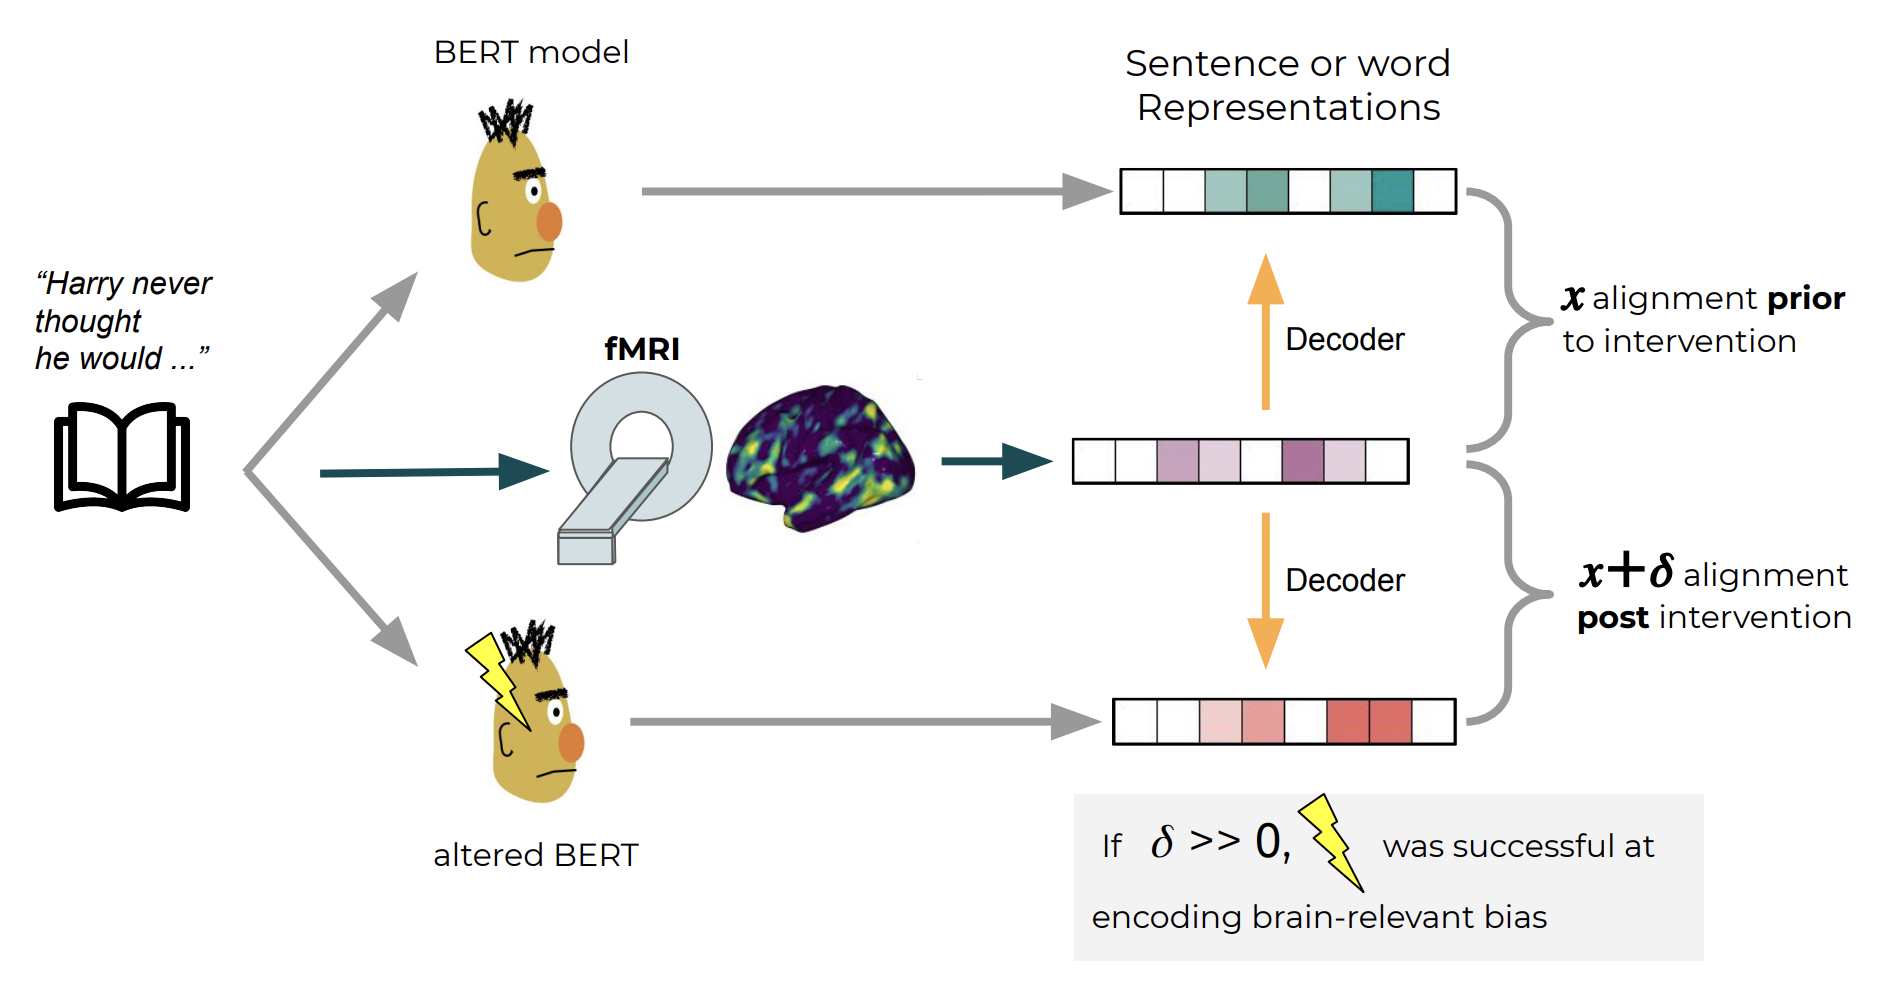 BERT model
Sentence or word
Representations
“Harry never
thought
he would ...”
fMRI
Decoder
x alignment prior
to intervention
Decoder
x+δ alignment
post intervention
altered BERT
If δ >> 0, was successful at
encoding brain-relevant bias